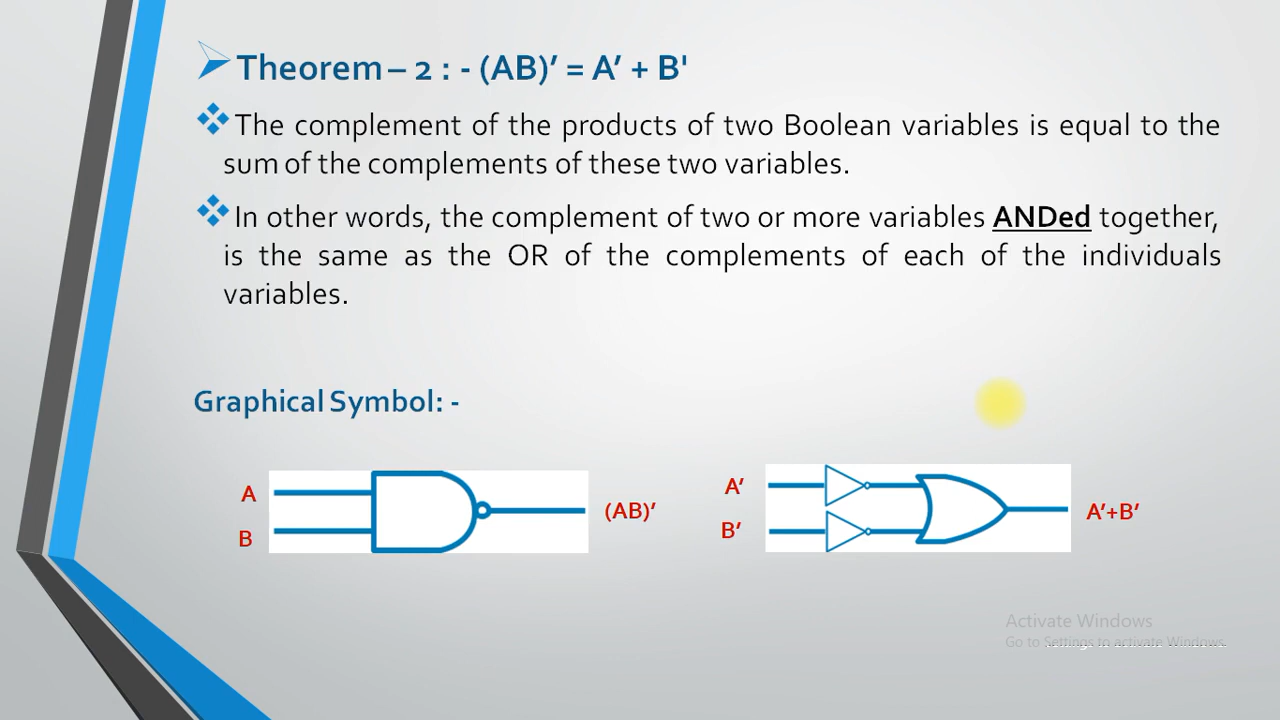 Theorem – 2 : - (AB)’ = A’ + B'
The complement of the products of two Boolean variables is equal to the
sum of the complements of these two variables.
In other words, the complement of two or more variables ANDed together,
is the same as the OR of the complements of each of the individuals
variables.
Graphical Symbol: -
A
B
(AB)’
A’
B’
A’+B’
Activate Windows
Go to Settings to activate Windows.